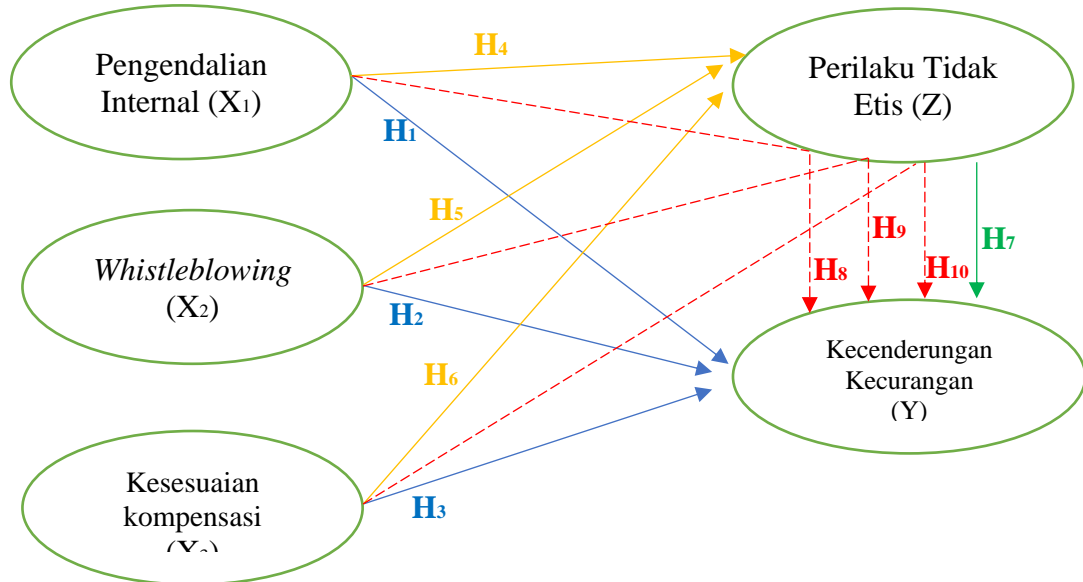 Pengendalian
Internal (X₁)
H₄
Perilaku Tidak
Etis (Z)
H₁
H₅
Whistleblowing
(X₂)
H₂
H₉
H₈
H₁₀
H₇
H₆
Kecenderungan
Kecurangan
(Y)
Kesesuaian
kompensasi
H₃